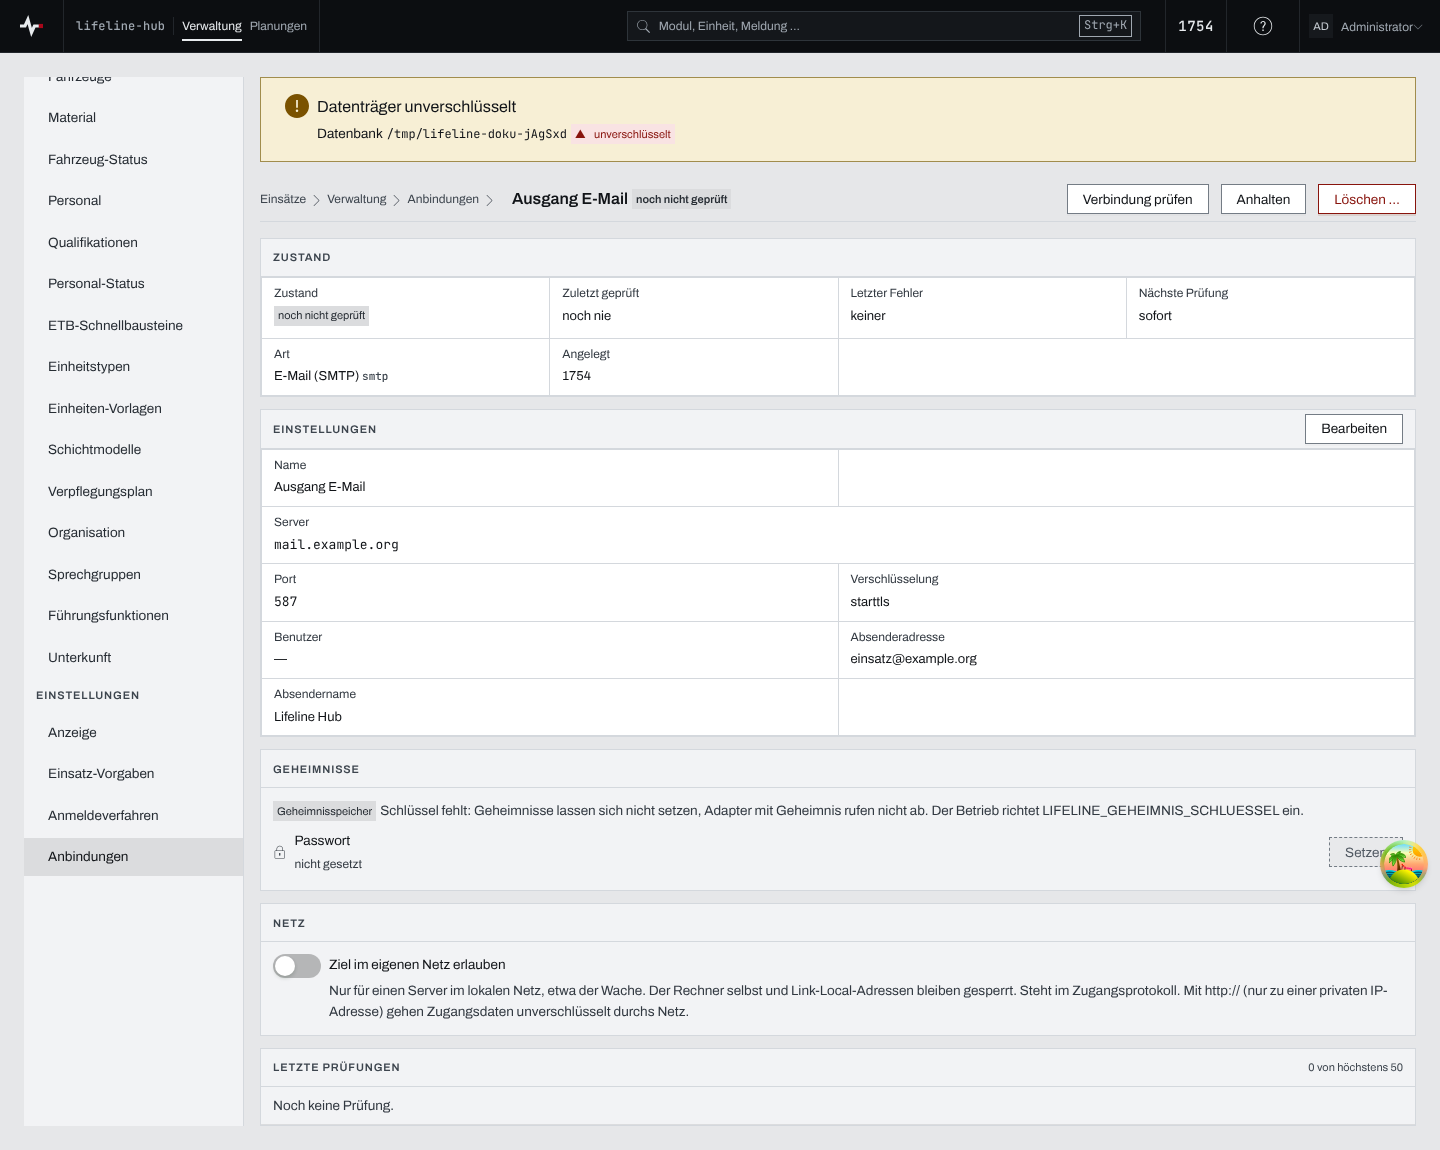 lifeline-hub
Verwaltung
Planungen
Modul, Einheit, Meldung ...
Strg+K
1754
AD
Administrator
Fahrzeuge
Material
Fahrzeug-Status
Personal
Qualifikationen
Personal-Status
ETB-Schnellbausteine
Einheitstypen
Einheiten-Vorlagen
Schichtmodelle
Verpflegungsplan
Organisation
Sprechgruppen
Führungsfunktionen
Unterkunft
EINSTELLUNGEN
Anzeige
Einsatz-Vorgaben
Anmeldeverfahren
Anbindungen
Datenträger unverschlüsselt
Datenbank /tmp/lifeline-doku-jAgSxd unverschlüsselt
Einsätze
Verwaltung
Anbindungen
Ausgang E-Mail
noch nicht geprüft
Verbindung prüfen
Anhalten
Löschen ...
ZUSTAND
Zustand
noch nicht geprüft
Zuletzt geprüft
noch nie
Letzter Fehler
keiner
Nächste Prüfung
sofort
Art
E-Mail (SMTP) smtp
Angelegt
1754
EINSTELLUNGEN
Bearbeiten
Name
Ausgang E-Mail
Server
mail.example.org
Port
587
Verschlüsselung
starttls
Benutzer
—
Absenderadresse
einsatz@example.org
Absendername
Lifeline Hub
GEHEIMNISSE
Geheimnisspeicher Schlüssel fehlt: Geheimnisse lassen sich nicht setzen, Adapter mit Geheimnis rufen nicht ab. Der Betrieb richtet LIFELINE_GEHEIMNIS_SCHLUESSEL ein.
Passwort
nicht gesetzt
NETZ
Ziel im eigenen Netz erlauben
Nur für einen Server im lokalen Netz, etwa der Wache. Der Rechner selbst und Link-Local-Adressen bleiben gesperrt. Steht im Zugangsprotokoll. Mit http:// (nur zu einer privaten IP-
Adresse) gehen Zugangsdaten unverschlüsselt durchs Netz.
LETZTE PRÜFUNGEN
0 von höchstens 50
Noch keine Prüfung.